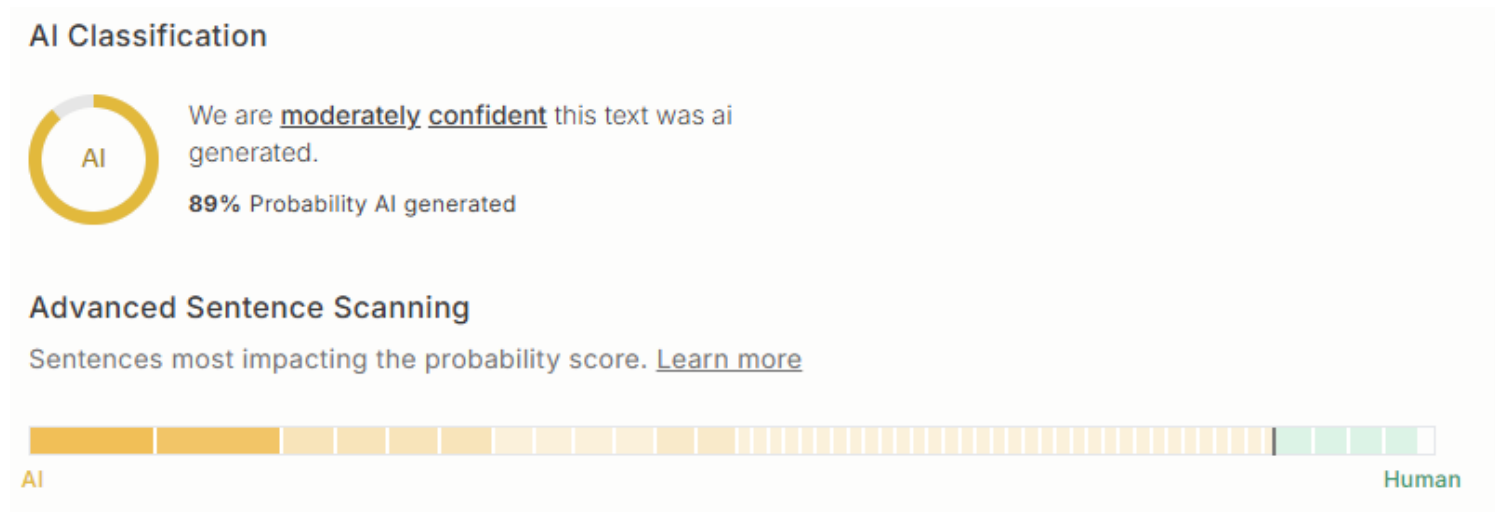 AI Classification
We are moderately confident this text was ai
generated.
AI
89% Probability AI generated
Advanced Sentence Scanning
Sentences most impacting the probability score. Learn more
AI
Human